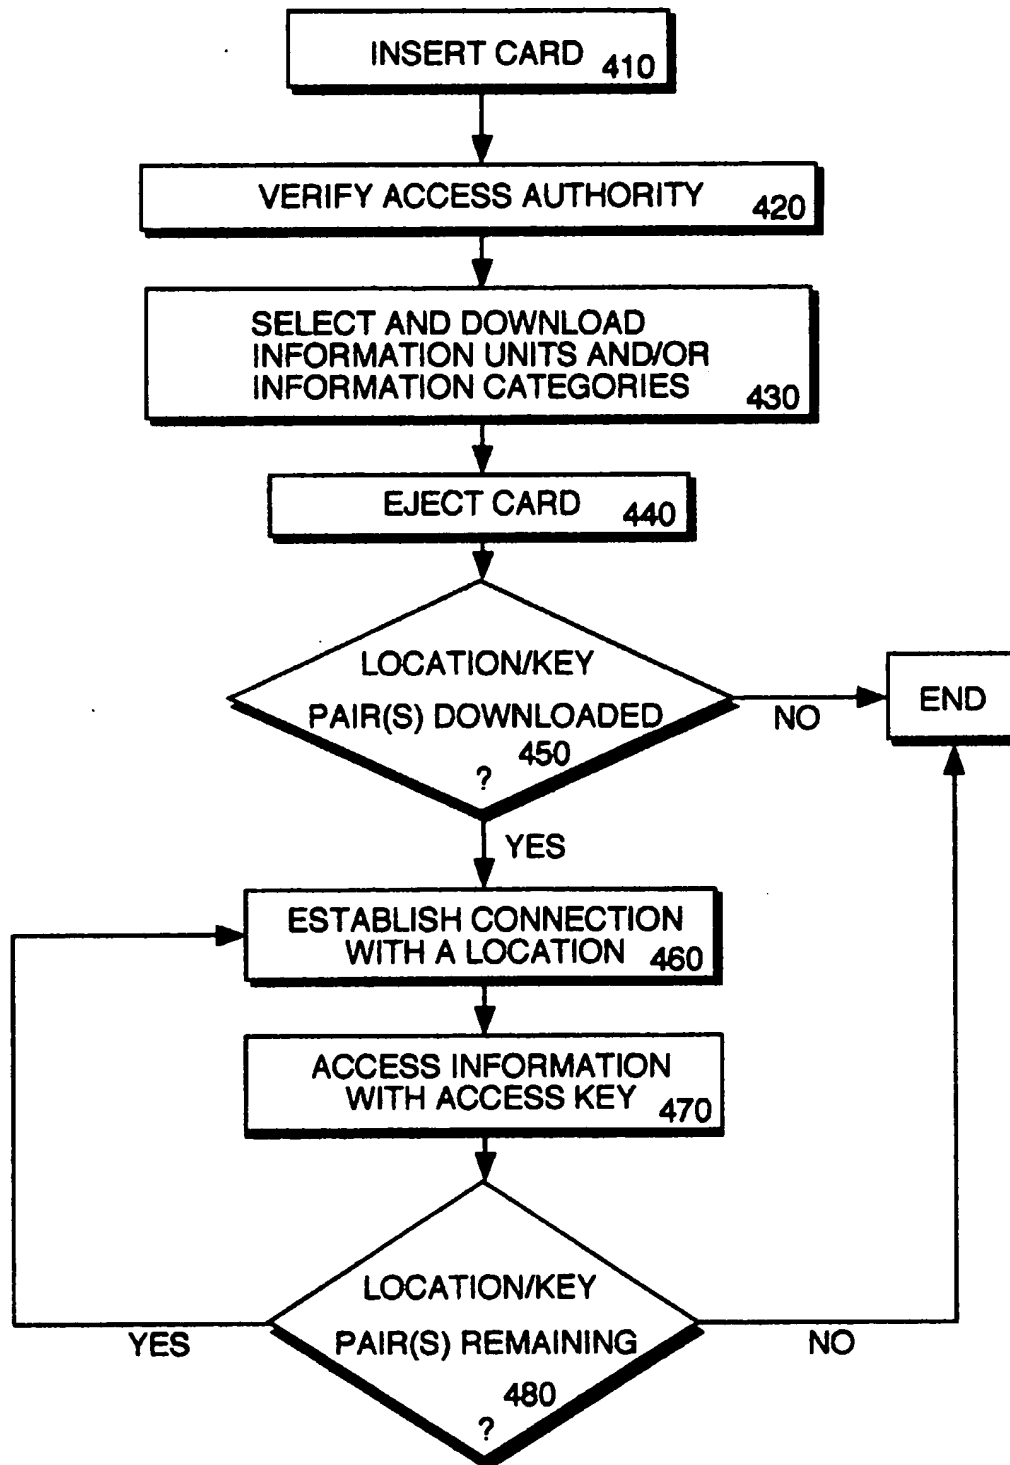 INSERT CARD 410
VERIFY ACCESS AUTHORITY 420
SELECT AND DOWNLOAD
INFORMATION UNITS AND/OR
INFORMATION CATEGORIES 430
EJECT CARD 440
LOCATION/KEY
PAIR(S) DOWNLOADED
450
?
NO
END
YES
ESTABLISH CONNECTION
WITH A LOCATION 460
ACCESS INFORMATION
WITH ACCESS KEY 470
LOCATION/KEY
PAIR(S) REMAINING
480
?
YES
NO